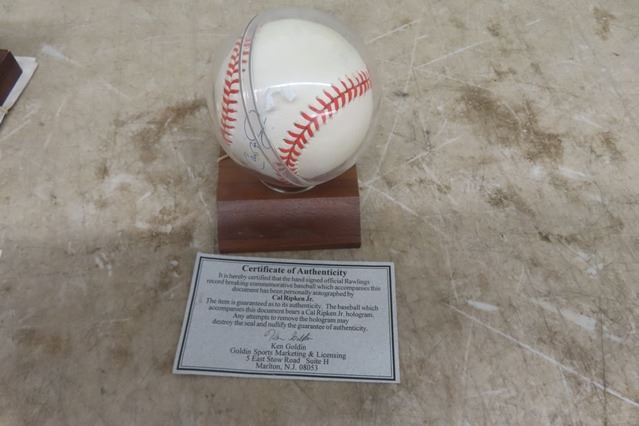 Certificate of Authenticity
It is hereby certified that the hand signed official Rawlings
record breaking commemorative baseball which accompanies this
document has been personally autographed by
Cal Ripken Jr.
The item is guaranteed as to its authenticity. The baseball which
accompanies this document bears a Cal Ripken Jr. hologram.
Any attempts to remove the hologram may
destroy the seal and nullify the guarantee of authenticity.
Ken Goldin
Ken Goldin
Goldin Sports Marketing & Licensing
5 East Stow Road Suite H
Marlton, N.J. 08053